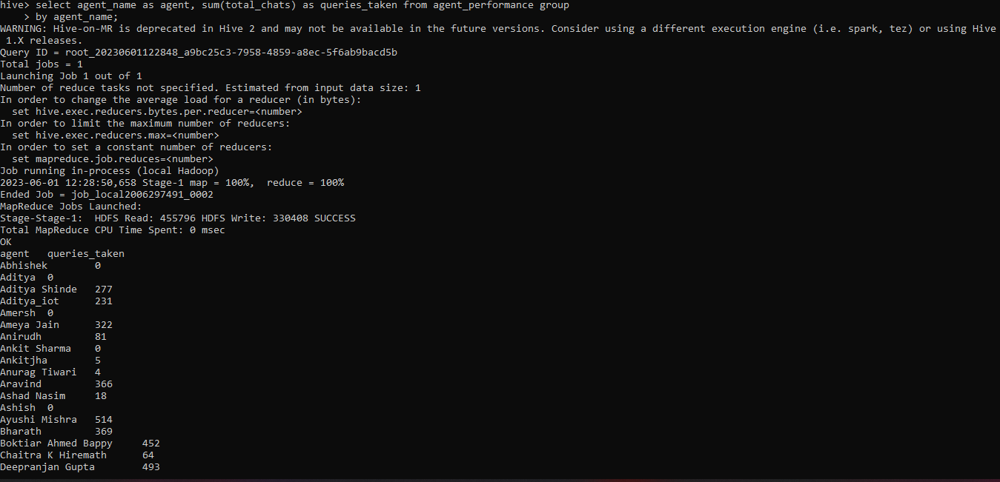 hive> select agent_name as agent, sum(total_chats) as queries_taken from agent_performance group
    > by agent_name;
WARNING: Hive-on-MR is deprecated in Hive 2 and may not be available in the future versions. Consider using a different execution engine (i.e. spark, tez) or using Hive
 1.X releases.
Query ID = root_20230601122848_a9bc25c3-7958-4859-a8ec-5f6ab9bacd5b
Total jobs = 1
Launching Job 1 out of 1
Number of reduce tasks not specified. Estimated from input data size: 1
In order to change the average load for a reducer (in bytes):
  set hive.exec.reducers.bytes.per.reducer=<number>
In order to limit the maximum number of reducers:
  set hive.exec.reducers.max=<number>
In order to set a constant number of reducers:
  set mapreduce.job.reduces=<number>
Job running in-process (local Hadoop)
2023-06-01 12:28:50,658 Stage-1 map = 100%,  reduce = 100%
Ended Job = job_local2006297491_0002
MapReduce Jobs Launched:
Stage-Stage-1:  HDFS Read: 455796 HDFS Write: 330408 SUCCESS
Total MapReduce CPU Time Spent: 0 msec
OK
agent   queries_taken
Abhishek        0
Aditya  0
Aditya Shinde   277
Aditya_iot      231
Amersh  0
Ameya Jain      322
Anirudh         81
Ankit Sharma    0
Ankitjha        5
Anurag Tiwari   4
Aravind         366
Ashad Nasim     18
Ashish  0
Ayushi Mishra   514
Bharath         369
Boktiar Ahmed Bappy     452
Chaitra K Hiremath      64
Deepranjan Gupta        493